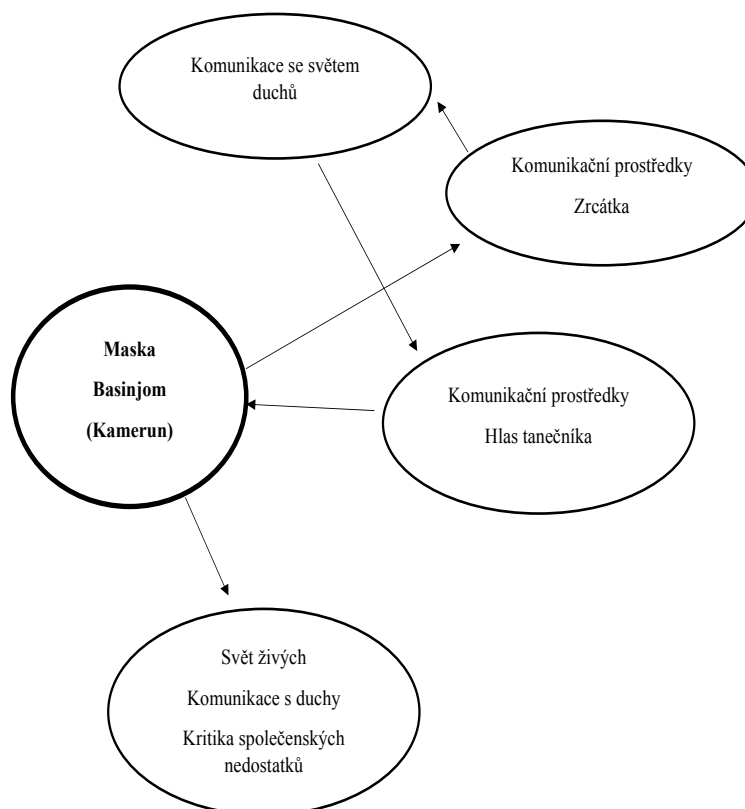 Komunikace se světem
duchů
Komunikační prostředky
Zrcátka
Maska
Basinjom
(Kamerun)
Komunikační prostředky
Hlas tanečníka
Svět živých
Komunikace s duchy
Kritika společenských
nedostatků